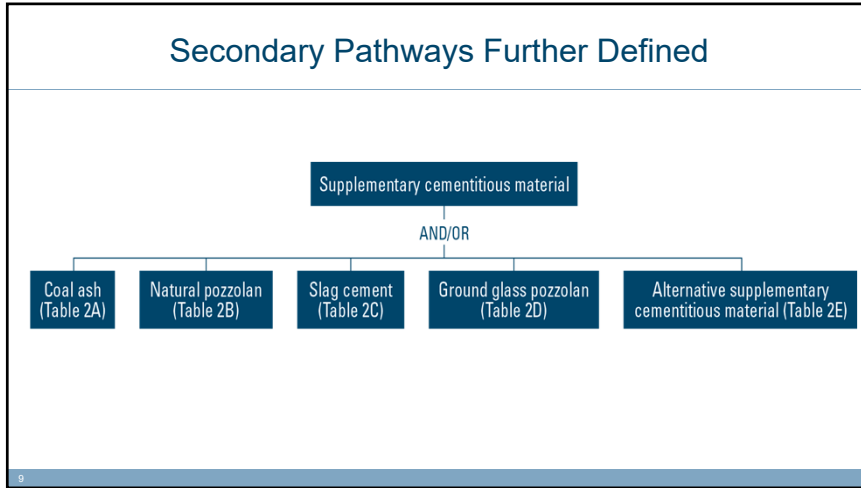 Secondary Pathways Further Defined
Supplementary cementitious material
AND/OR
Coal ash
(Table 2A)
Natural pozzolan
(Table 2B)
Slag cement
(Table 2C)
Ground glass pozzolan
(Table 2D)
Alternative supplementary
cementitious material (Table 2E)
9